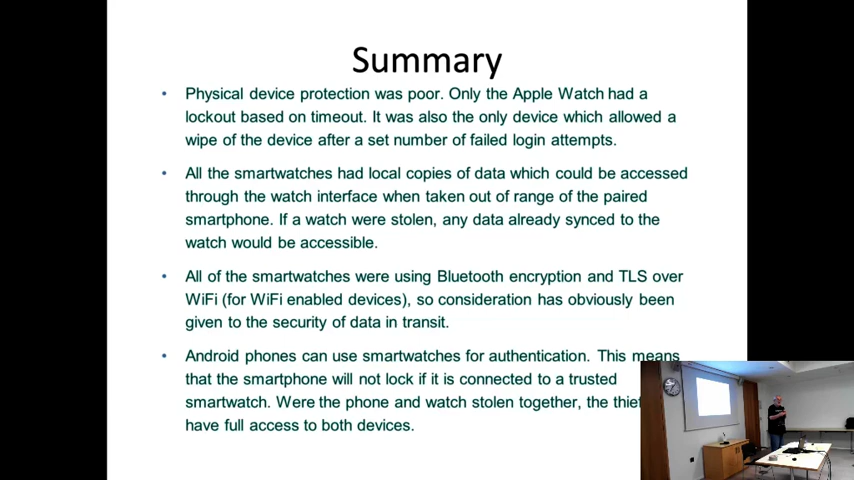 Summary
• Physical device protection was poor. Only the Apple Watch had a
lockout based on timeout. It was also the only device which allowed a
wipe of the device after a set number of failed login attempts.
• All the smartwatches had local copies of data which could be accessed
through the watch interface when taken out of range of the paired
smartphone. If a watch were stolen, any data already synced to the
watch would be accessible.
• All of the smartwatches were using Bluetooth encryption and TLS over
WiFi (for WiFi enabled devices), so consideration has obviously been
given to the security of data in transit.
• Android phones can use smartwatches for authentication. This means
that the smartphone will not lock if it is connected to a trusted
smartwatch. Were the phone and watch stolen together, the thief
have full access to both devices.